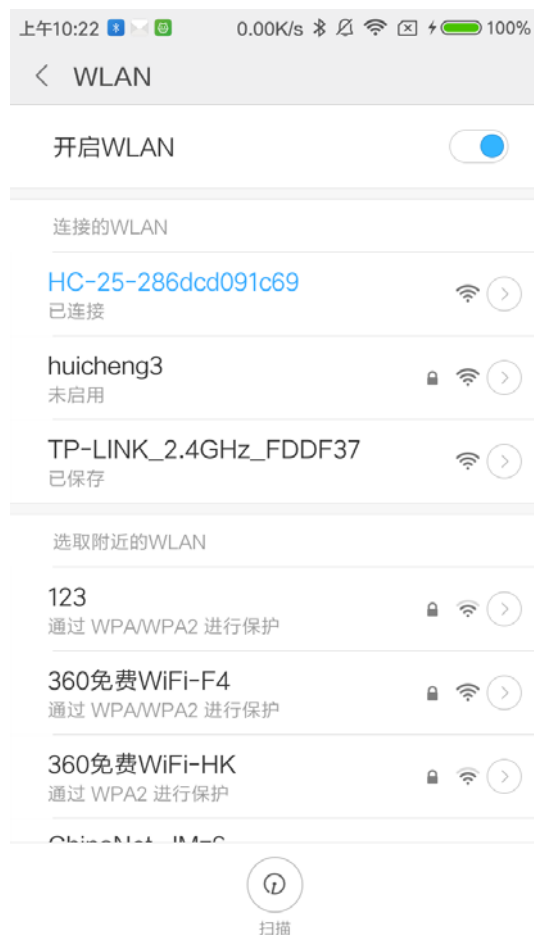 上午10:22 0.00K/s 100%
WLAN
开启WLAN
连接的WLAN
HC-25-286dcd091c69
已连接
huicheng3
未启用
TP-LINK_2.4GHz_FDDF37
已保存
选取附近的WLAN
123
通过 WPA/WPA2 进行保护
360免费WiFi-F4
通过 WPA/WPA2 进行保护
360免费WiFi-HK
通过 WPA2 进行保护
扫描